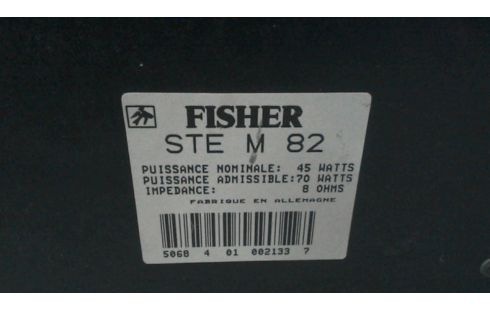 FISHER
STE M 82
PUISSANCE NOMINALE: 45 WATTS
PUISSANCE ADMISSIBLE:70 WATTS
IMPEDANCE: 8 OHMS
FABRIQUE EN ALLEMAGNE
5068 4 01 002133 7